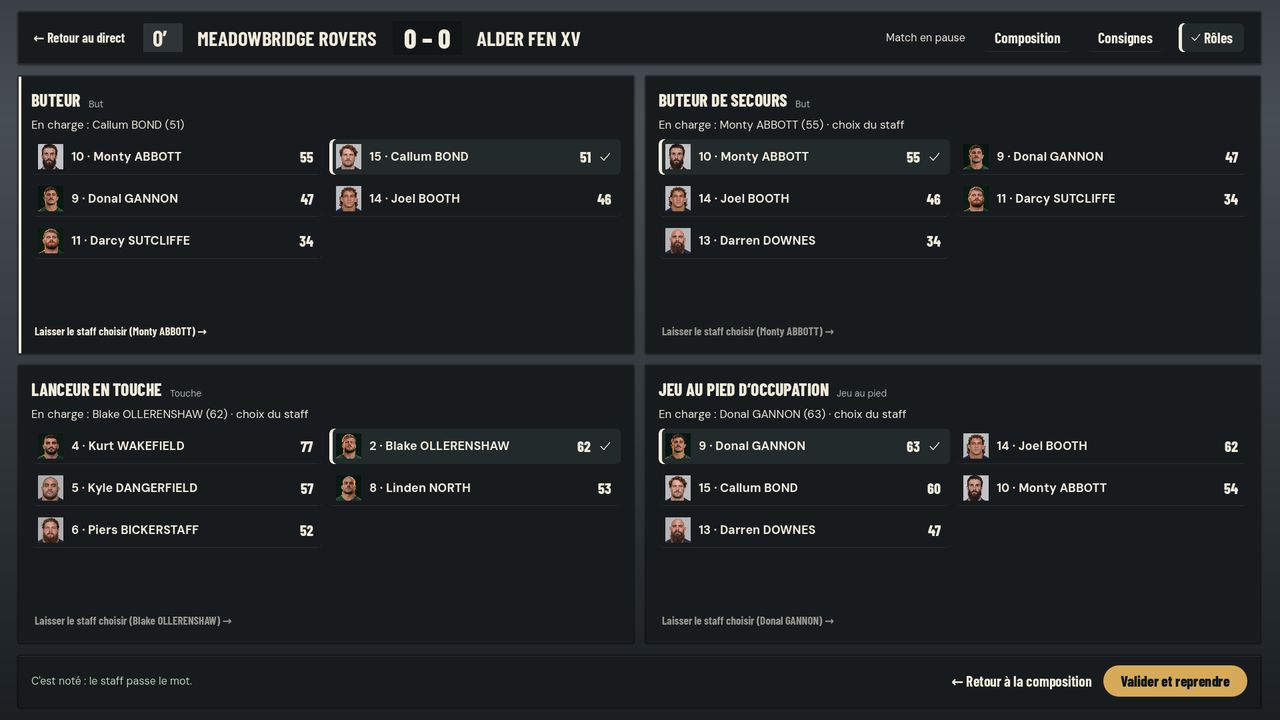 ← Retour au direct
0’
MEADOWBRIDGE ROVERS
0 – 0
ALDER FEN XV
Match en pause
Composition
Consignes
✓ Rôles
BUTEUR But
En charge : Callum BOND (51)
10 · Monty ABBOTT 55
15 · Callum BOND 51 ✓
9 · Donal GANNON 47
14 · Joel BOOTH 46
11 · Darcy SUTCLIFFE 34
Laisser le staff choisir (Monty ABBOTT) →
BUTEUR DE SECOURS But
En charge : Monty ABBOTT (55) · choix du staff
10 · Monty ABBOTT 55 ✓
9 · Donal GANNON 47
14 · Joel BOOTH 46
11 · Darcy SUTCLIFFE 34
13 · Darren DOWNES 34
Laisser le staff choisir (Monty ABBOTT) →
LANCEUR EN TOUCHE Touche
En charge : Blake OLLERENSHAW (62) · choix du staff
4 · Kurt WAKEFIELD 77
2 · Blake OLLERENSHAW 62 ✓
5 · Kyle DANGERFIELD 57
8 · Linden NORTH 53
6 · Piers BICKERSTAFF 52
Laisser le staff choisir (Blake OLLERENSHAW) →
JEU AU PIED D’OCCUPATION Jeu au pied
En charge : Donal GANNON (63) · choix du staff
9 · Donal GANNON 63 ✓
14 · Joel BOOTH 62
15 · Callum BOND 60
10 · Monty ABBOTT 54
13 · Darren DOWNES 47
Laisser le staff choisir (Donal GANNON) →
C'est noté : le staff passe le mot.
← Retour à la composition
Valider et reprendre